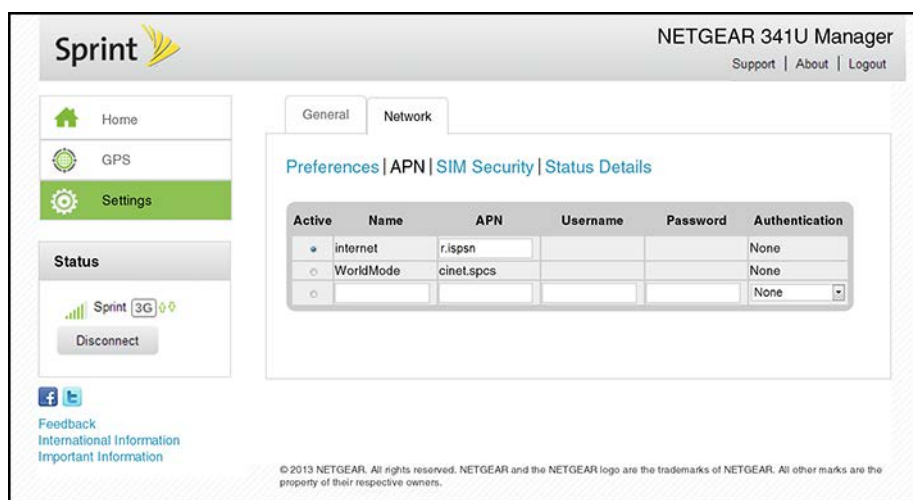 Sprint
NETGEAR 341U Manager
Support | About | Logout
Home
GPS
Settings
Status
Sprint 3G
Disconnect
Feedback
International Information
Important Information
General Network
Preferences | APN | SIM Security | Status Details
Active Name APN Username Password Authentication
internet r.ispsn None
WorldMode cinet.spcs None
None
© 2013 NETGEAR. All rights reserved. NETGEAR and the NETGEAR logo are the trademarks of NETGEAR. All other marks are the
property of their respective owners.